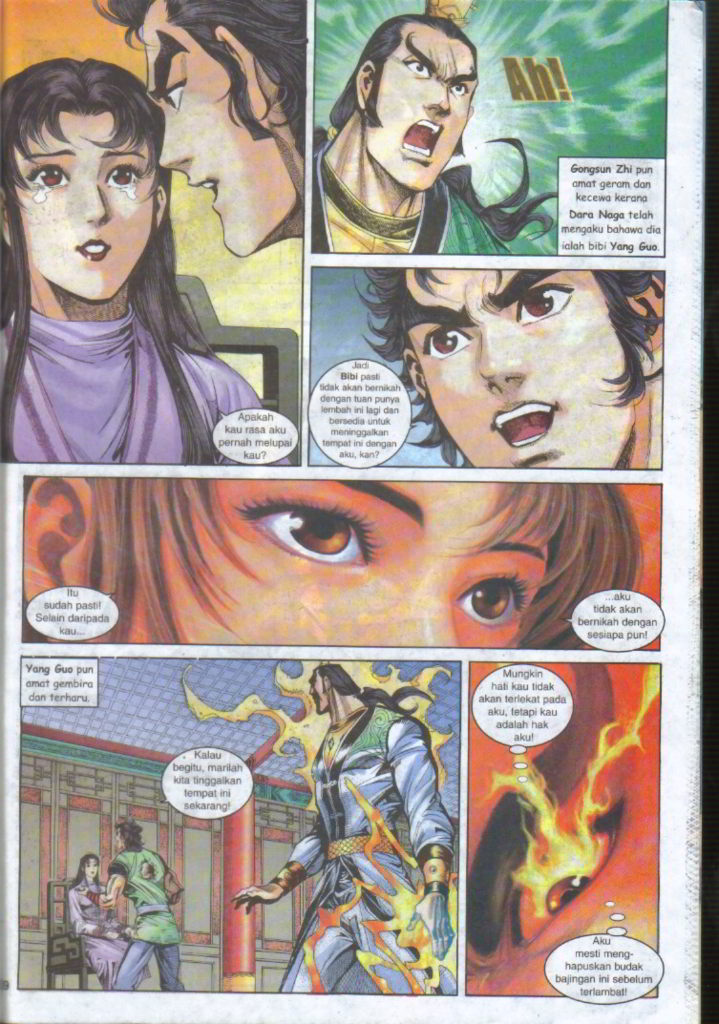 Apakah
kau rasa aku
pernah melupai
kau?
Ah!
Gongsun Zhi pun
amat geram dan
kecewa kerana
Dara Naga telah
mengaku bahawa dia
ialah bibi Yang Guo.
Jadi
Bibi pasti
tidak akan bernikah
dengan tuan punya
lembah ini lagi dan
bersedia untuk
meninggalkan
tempat ini dengan
aku, kan?
Itu
sudah pasti!
Selain daripada
kau...
...aku
tidak akan
bernikah dengan
sesiapa pun!
Yang Guo pun
amat gembira
dan terharu.
Kalau
begitu, marilah
kita tinggalkan
tempat ini
sekarang!
Mungkin
hati kau tidak
akan terlekat pada
aku, tetapi kau
adalah hak
aku!
Aku
mesti meng-
hapuskan budak
bajingan ini sebelum
terlambat!
9